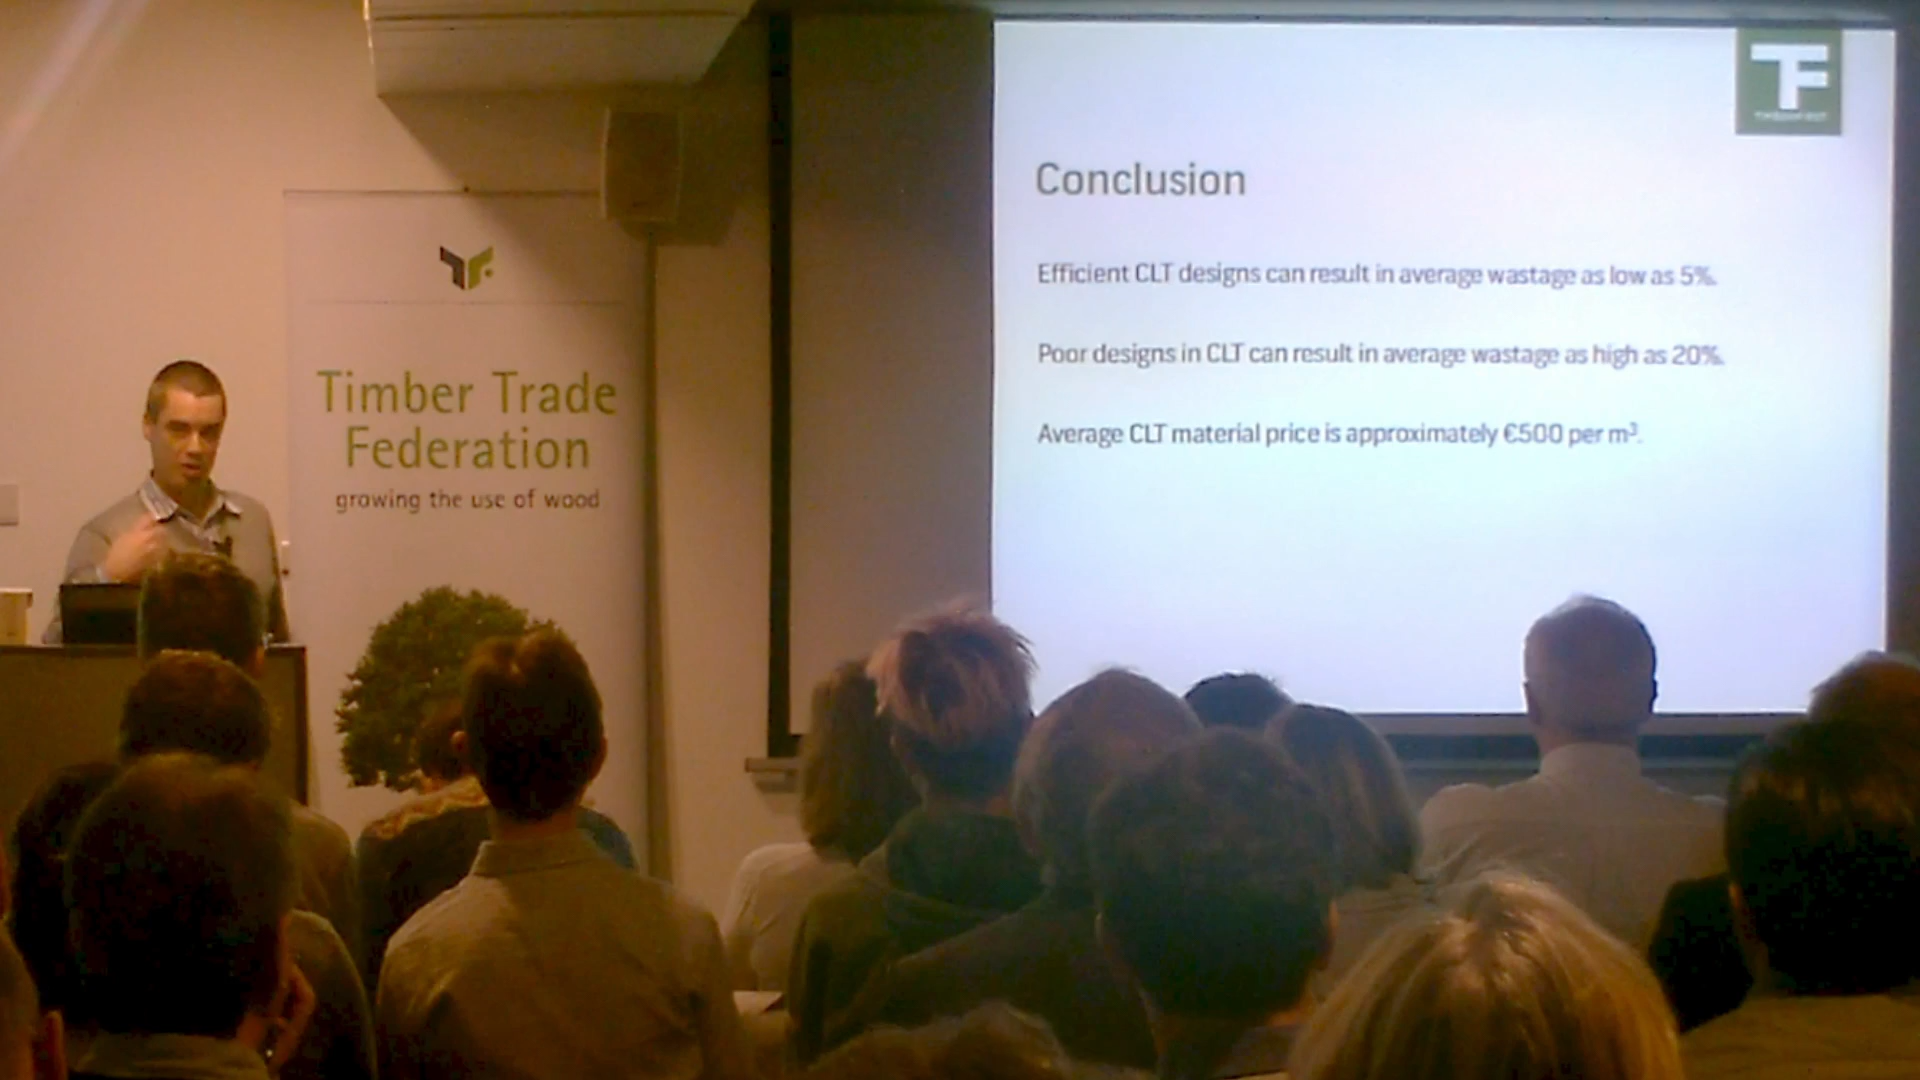 Timber Trade
Federation
growing the use of wood
TF
Conclusion
Efficient CLT designs can result in average wastage as low as 5%.
Poor designs in CLT can result in average wastage as high as 20%.
Average CLT material price is approximately €500 per m³.